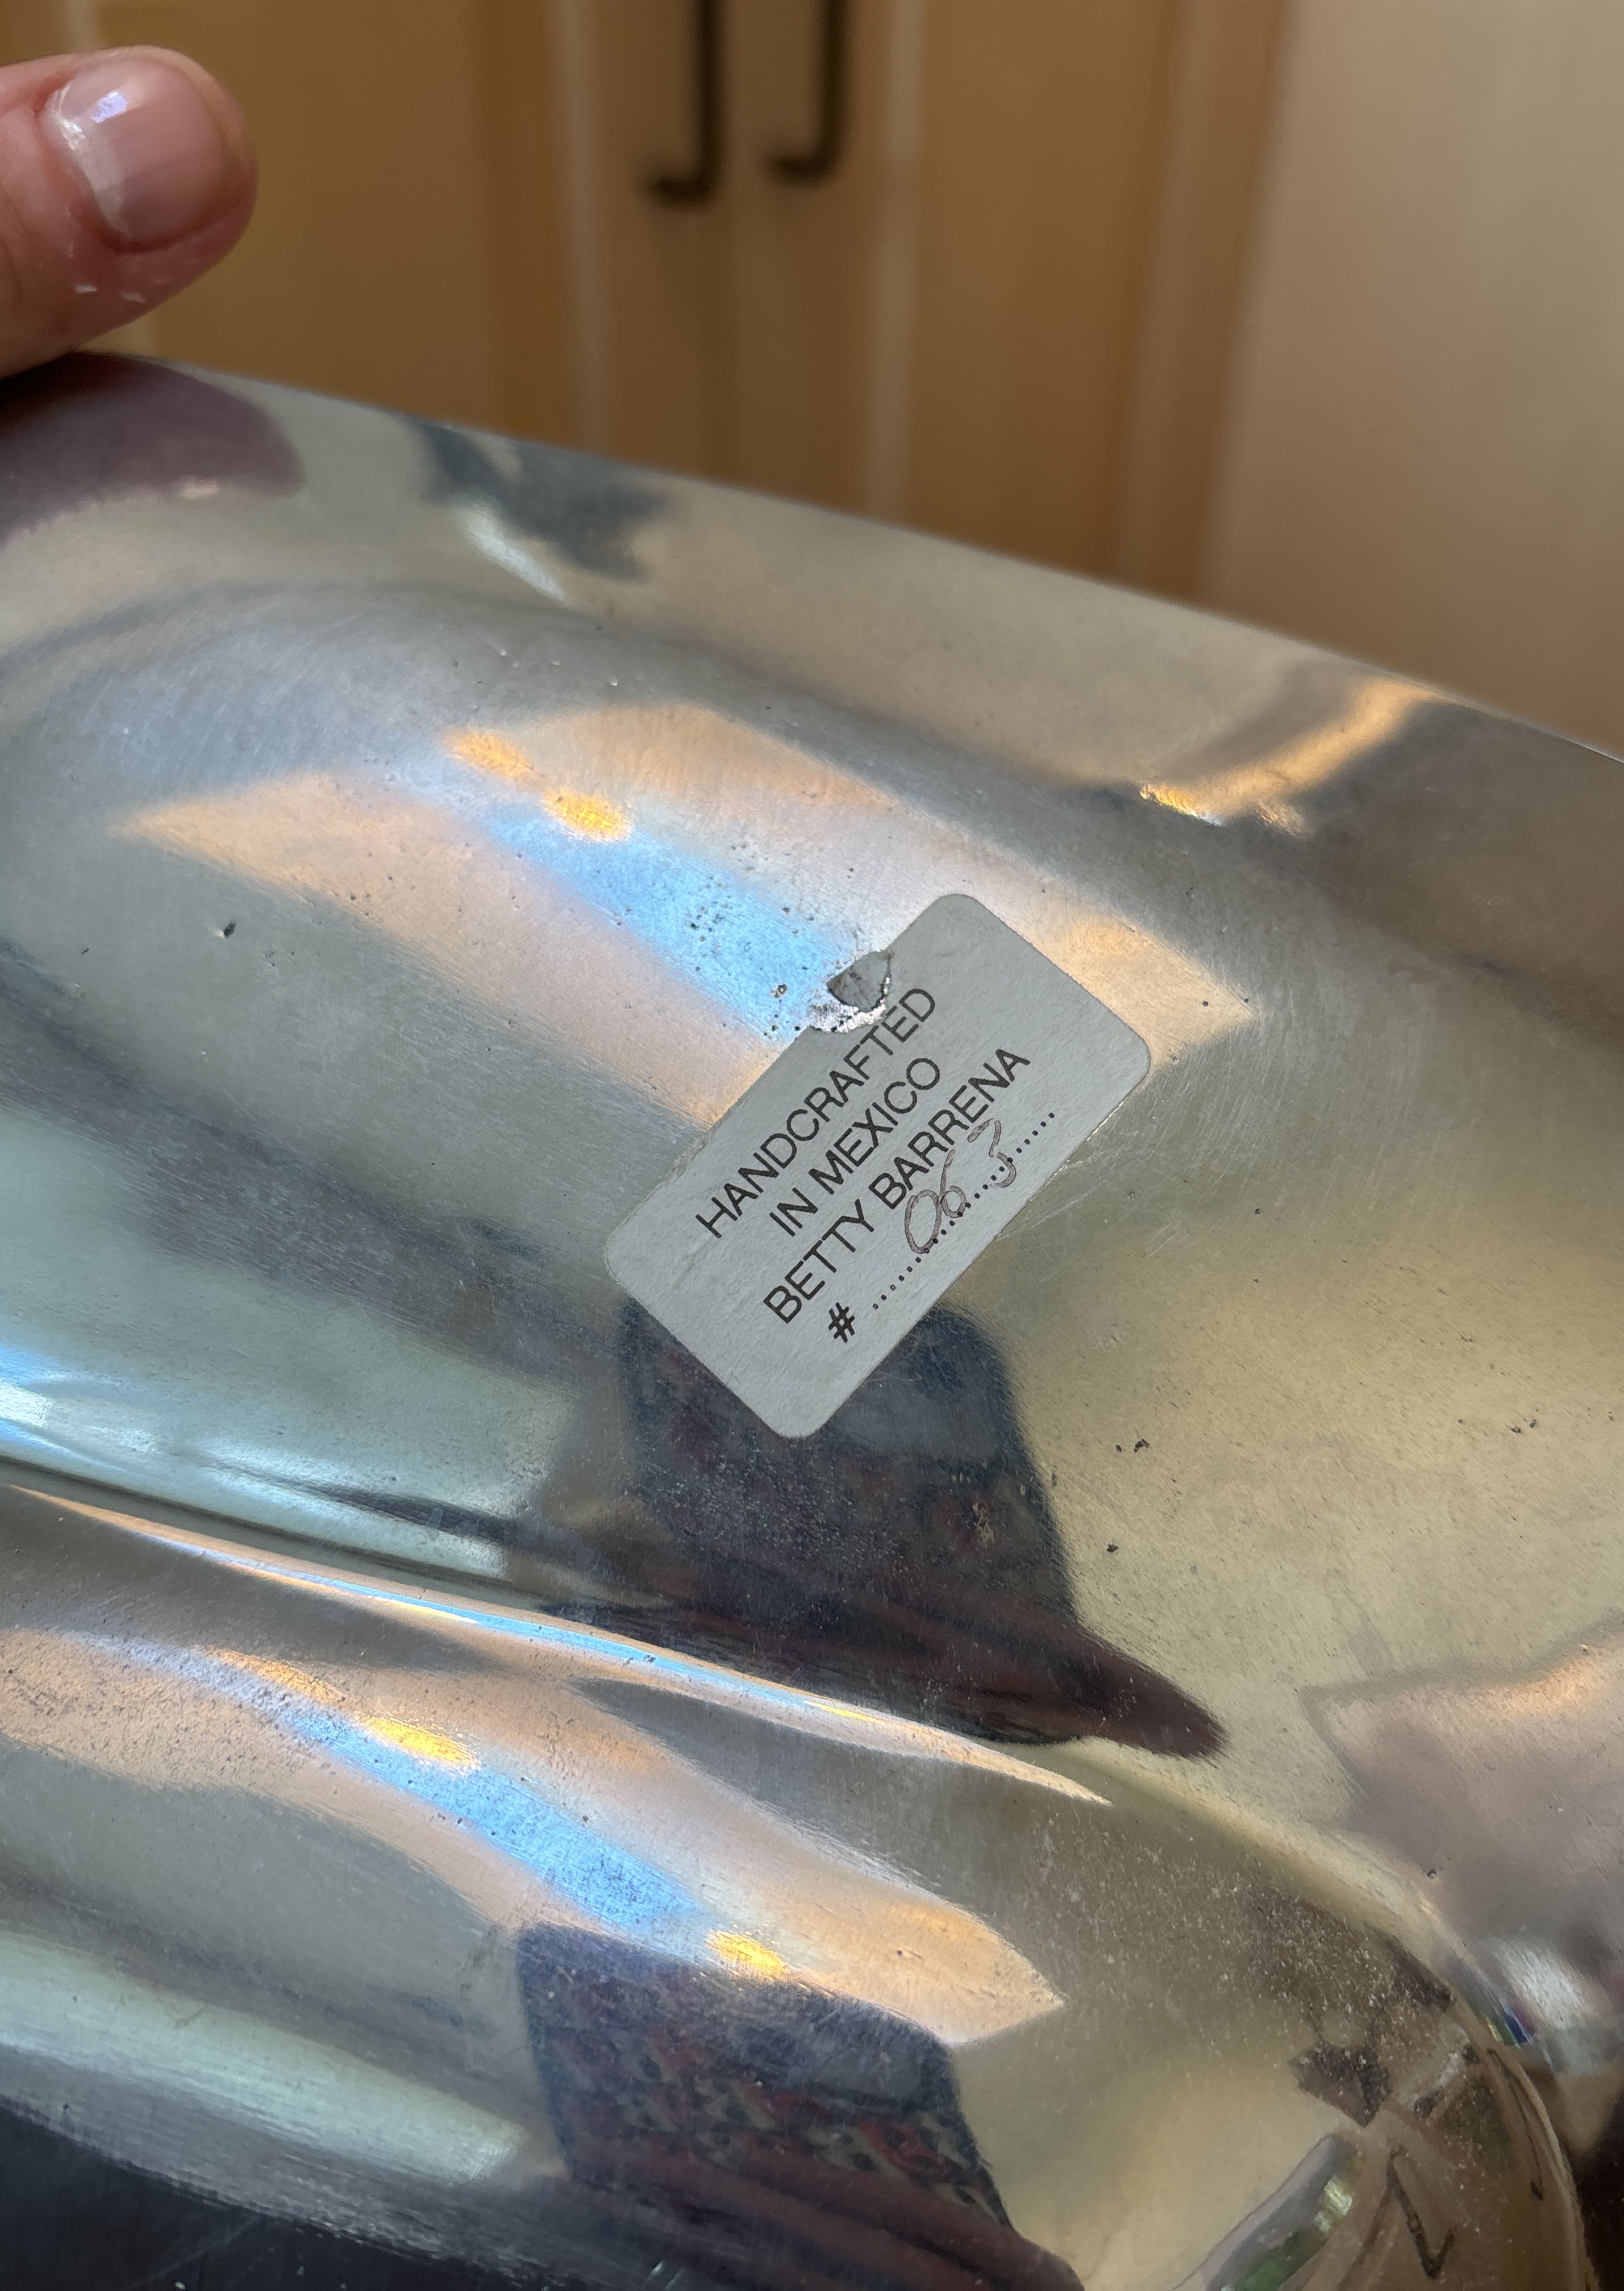 HANDCRAFTED
IN MEXICO
BETTY BARRENA
# 063